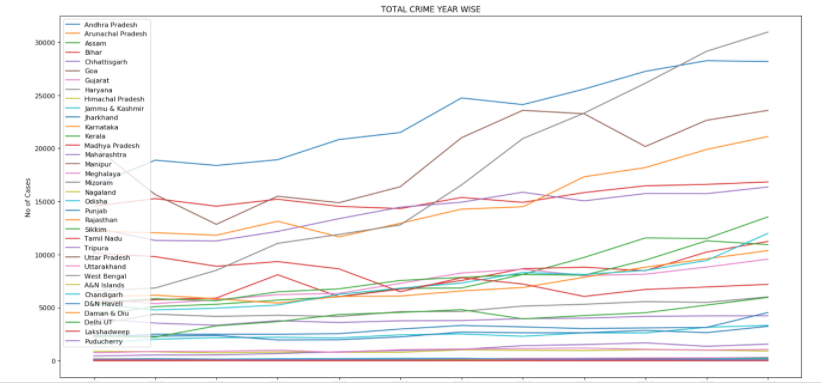 TOTAL CRIME YEAR WISE
No of Cases
30000
25000
20000
15000
10000
5000
0
Andhra Pradesh
Arunachal Pradesh
Assam
Bihar
Chhattisgarh
Goa
Gujarat
Haryana
Himachal Pradesh
Jammu & Kashmir
Jharkhand
Karnataka
Kerala
Madhya Pradesh
Maharashtra
Manipur
Meghalaya
Mizoram
Nagaland
Odisha
Punjab
Rajasthan
Sikkim
Tamil Nadu
Tripura
Uttar Pradesh
Uttarakhand
West Bengal
A&N Islands
Chandigarh
D&N Haveli
Daman & Diu
Delhi UT
Lakshadweep
Puducherry